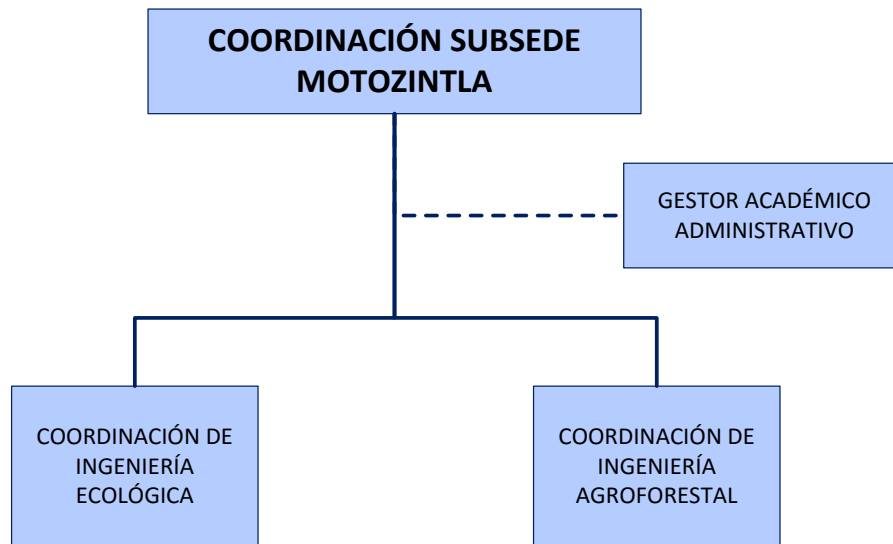 COORDINACIÓN SUBSEDE
MOTOZINTLA
GESTOR ACADÉMICO
ADMINISTRATIVO
COORDINACIÓN DE
INGENIERÍA
ECOLÓGICA
COORDINACIÓN DE
INGENIERÍA
AGROFORESTAL